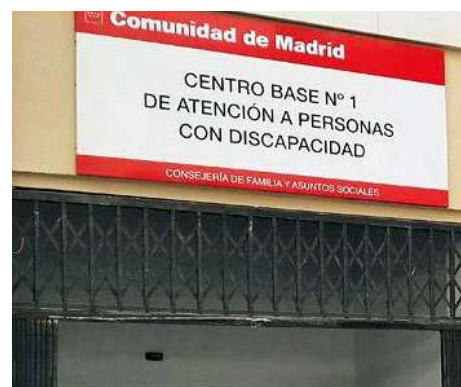 Comunidad de Madrid
CENTRO BASE Nº 1
DE ATENCIÓN A PERSONAS
CON DISCAPACIDAD
CONSEJERÍA DE FAMILIA Y ASUNTOS SOCIALES